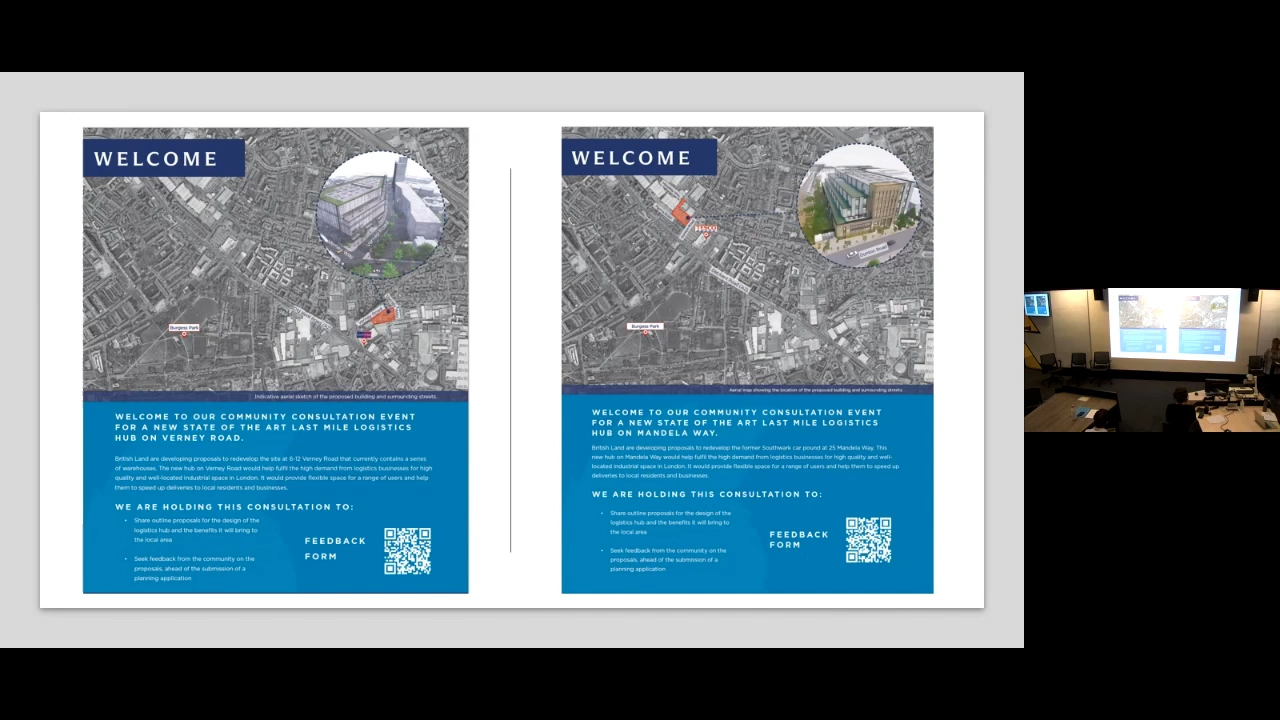 WELCOME
Burgess Park
Indicative aerial sketch of the proposed building and surrounding streets.
WELCOME TO OUR COMMUNITY CONSULTATION EVENT
FOR A NEW STATE OF THE ART LAST MILE LOGISTICS
HUB ON VERNEY ROAD.
British Land are developing proposals to redevelop the site at 6-12 Verney Road that currently contains a series
of warehouses. The new hub on Verney Road would help fulfil the high demand from logistics businesses for high
quality and well-located industrial space in London. It would provide flexible space for a range of users and help
them to speed up deliveries to local residents and businesses.
WE ARE HOLDING THIS CONSULTATION TO:
• Share outline proposals for the design of the
logistics hub and the benefits it will bring to
the local area
• Seek feedback from the community on the
proposals, ahead of the submission of a
planning application
FEEDBACK
FORM
WELCOME
TESCO
Dunton Road
Burgess Park
Aerial map showing the location of the proposed building and surrounding streets
WELCOME TO OUR COMMUNITY CONSULTATION EVENT
FOR A NEW STATE OF THE ART LAST MILE LOGISTICS
HUB ON MANDELA WAY.
British Land are developing proposals to redevelop the former Southwark car pound at 25 Mandela Way. This
new hub on Mandela Way would help fulfil the high demand from logistics businesses for high quality and well-
located industrial space in London. It would provide flexible space for a range of users and help them to speed up
deliveries to local residents and businesses.
WE ARE HOLDING THIS CONSULTATION TO:
• Share outline proposals for the design of the
logistics hub and the benefits it will bring to
the local area
• Seek feedback from the community on the
proposals, ahead of the submission of a
planning application
FEEDBACK
FORM